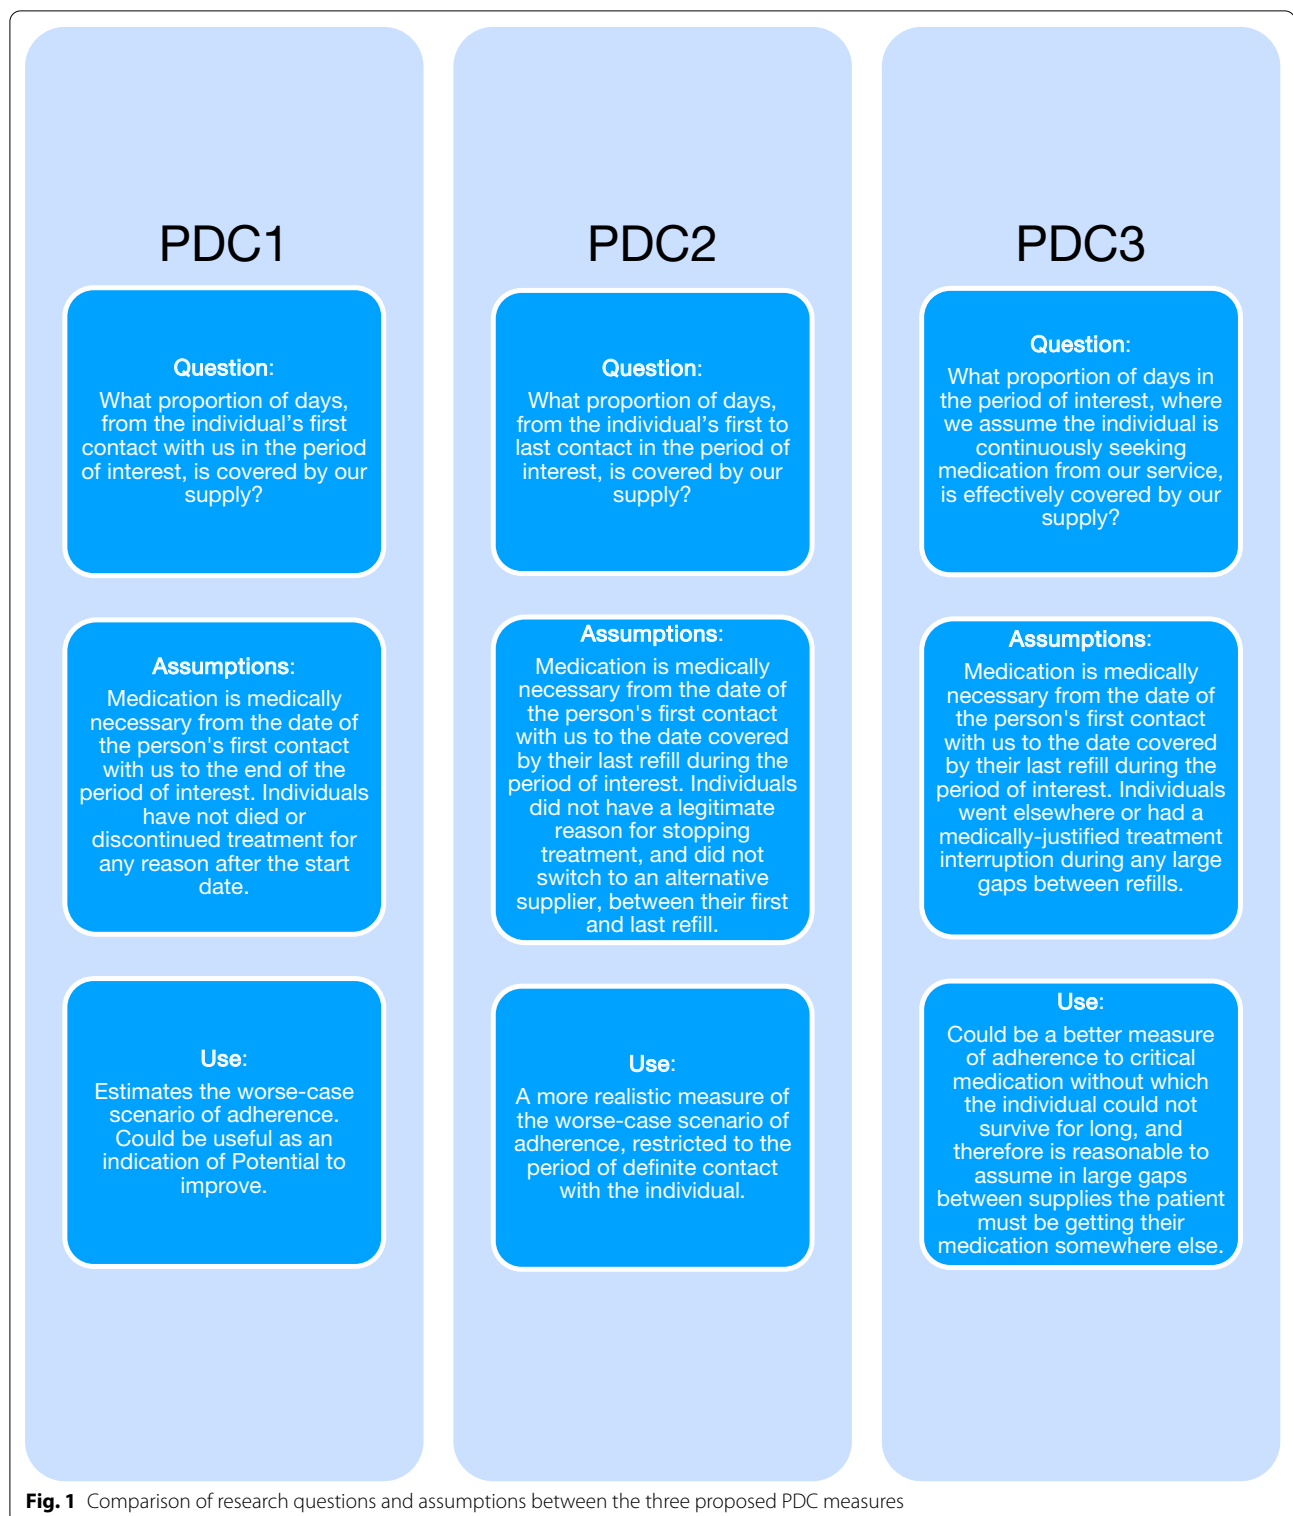 PDC1
Question:
What proportion of days,
from the individual's first
contact with us in the period
of interest, is covered by our
supply?
Assumptions:
Medication is medically
necessary from the date of
the person's first contact
with us to the end of the
period of interest. Individuals
have not died or
discontinued treatment for
any reason after the start
date.
Use:
Estimates the worse-case
scenario of adherence.
Could be useful as an
indication of Potential to
improve.
PDC2
Question:
What proportion of days,
from the individual's first to
last contact in the period of
interest, is covered by our
supply?
Assumptions:
Medication is medically
necessary from the date of
the person's first contact
with us to the date covered
by their last refill during the
period of interest. Individuals
did not have a legitimate
reason for stopping
treatment, and did not
switch to an alternative
supplier, between their first
and last refill.
Use:
A more realistic measure of
the worse-case scenario of
adherence, restricted to the
period of definite contact
with the individual.
PDC3
Question:
What proportion of days in
the period of interest, where
we assume the individual is
continuously seeking
medication from our service,
is effectively covered by our
supply?
Assumptions:
Medication is medically
necessary from the date of
the person's first contact
with us to the date covered
by their last refill during the
period of interest. Individuals
went elsewhere or had a
medically-justified treatment
interruption during any large
gaps between refills.
Use:
Could be a better measure
of adherence to critical
medication without which
the individual could not
survive for long, and
therefore is reasonable to
assume in large gaps
between supplies the patient
must be getting their
medication somewhere else.
Fig. 1 Comparison of research questions and assumptions between the three proposed PDC measures